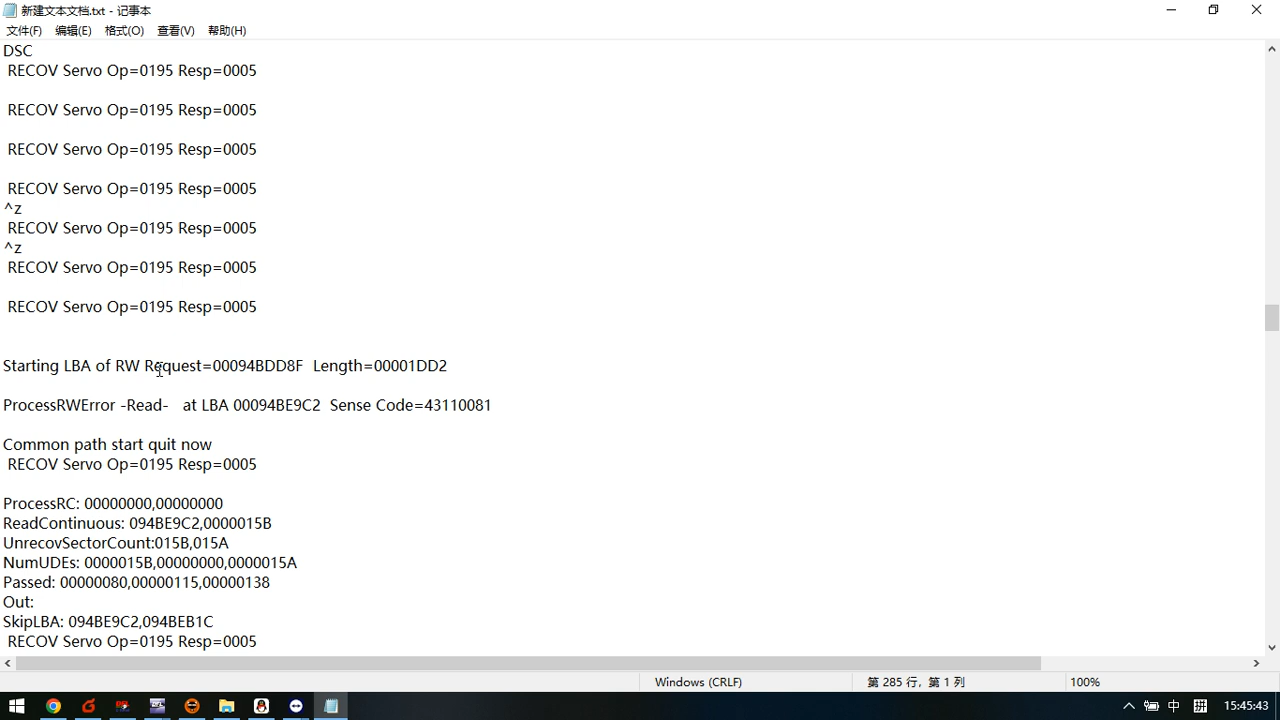 新建文本文档.txt - 记事本
文件(F) 编辑(E) 格式(O) 查看(V) 帮助(H)
DSC
RECOV Servo Op=0195 Resp=0005
RECOV Servo Op=0195 Resp=0005
RECOV Servo Op=0195 Resp=0005
RECOV Servo Op=0195 Resp=0005
^z
RECOV Servo Op=0195 Resp=0005
^z
RECOV Servo Op=0195 Resp=0005
RECOV Servo Op=0195 Resp=0005
Starting LBA of RW Request=00094BDD8F  Length=00001DD2
ProcessRWError -Read-   at LBA 00094BE9C2  Sense Code=43110081
Common path start quit now
RECOV Servo Op=0195 Resp=0005
ProcessRC: 00000000,00000000
ReadContinuous: 094BE9C2,0000015B
UnrecovSectorCount:015B,015A
NumUDEs: 0000015B,00000000,0000015A
Passed: 00000080,00000115,00000138
Out:
SkipLBA: 094BE9C2,094BEB1C
RECOV Servo Op=0195 Resp=0005
Windows (CRLF) 第 285 行，第 1 列 100%
中 拼 15:45:43